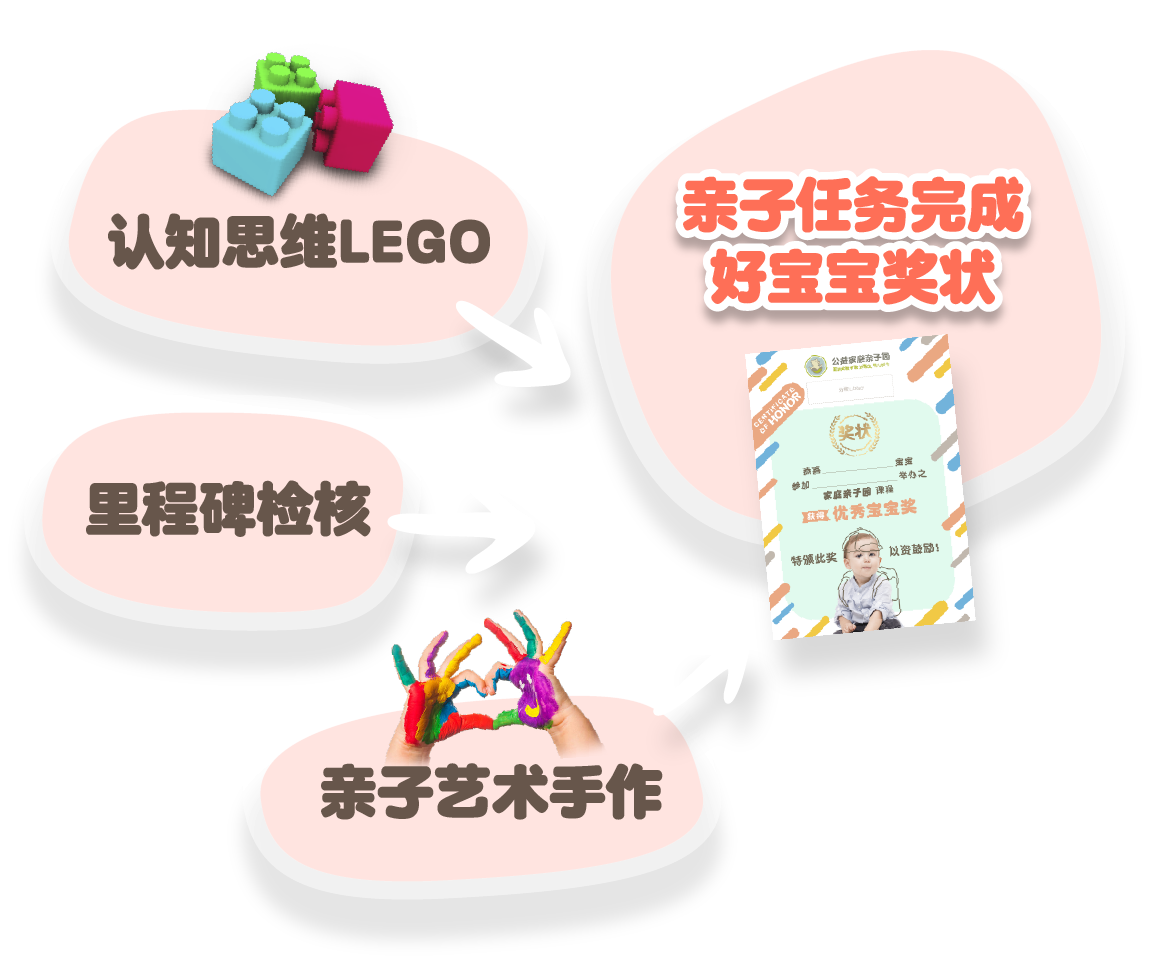 认知思维LEGO
亲子任务完成
好宝宝奖状
里程碑检核
亲子艺术手作
公益家庭亲子园
CERTIFICATE
OF HONOR
奖状
宝宝
参加 举办之
家庭亲子园 课程
获得 优秀宝宝奖
特颁此奖 以资鼓励!